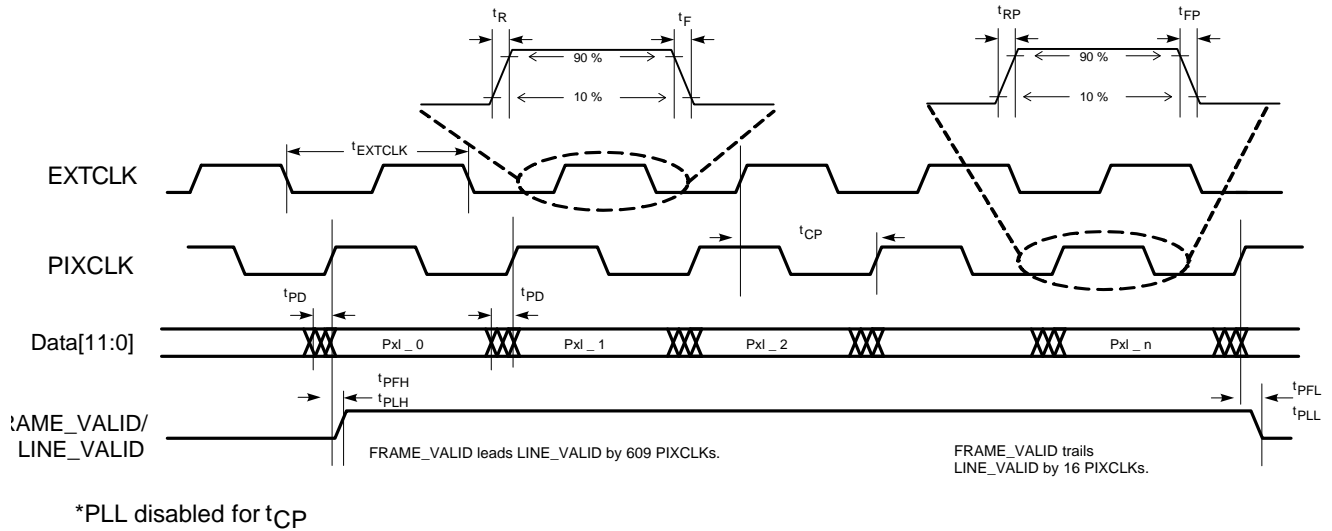 tR
tF
tRP
tFP
90 %
90 %
10 %
10 %
tEXTCLK
EXTCLK
tCP
PIXCLK
tPD
tPD
Data[11:0]
Pxl _ 0
Pxl _ 1
Pxl _ 2
Pxl _ n
tPFH
tPLH
tPFL
tPLL
RAME_VALID/
LINE_VALID
FRAME_VALID leads LINE_VALID by 609 PIXCLKs.
FRAME_VALID trails
LINE_VALID by 16 PIXCLKs.
*PLL disabled for tCP